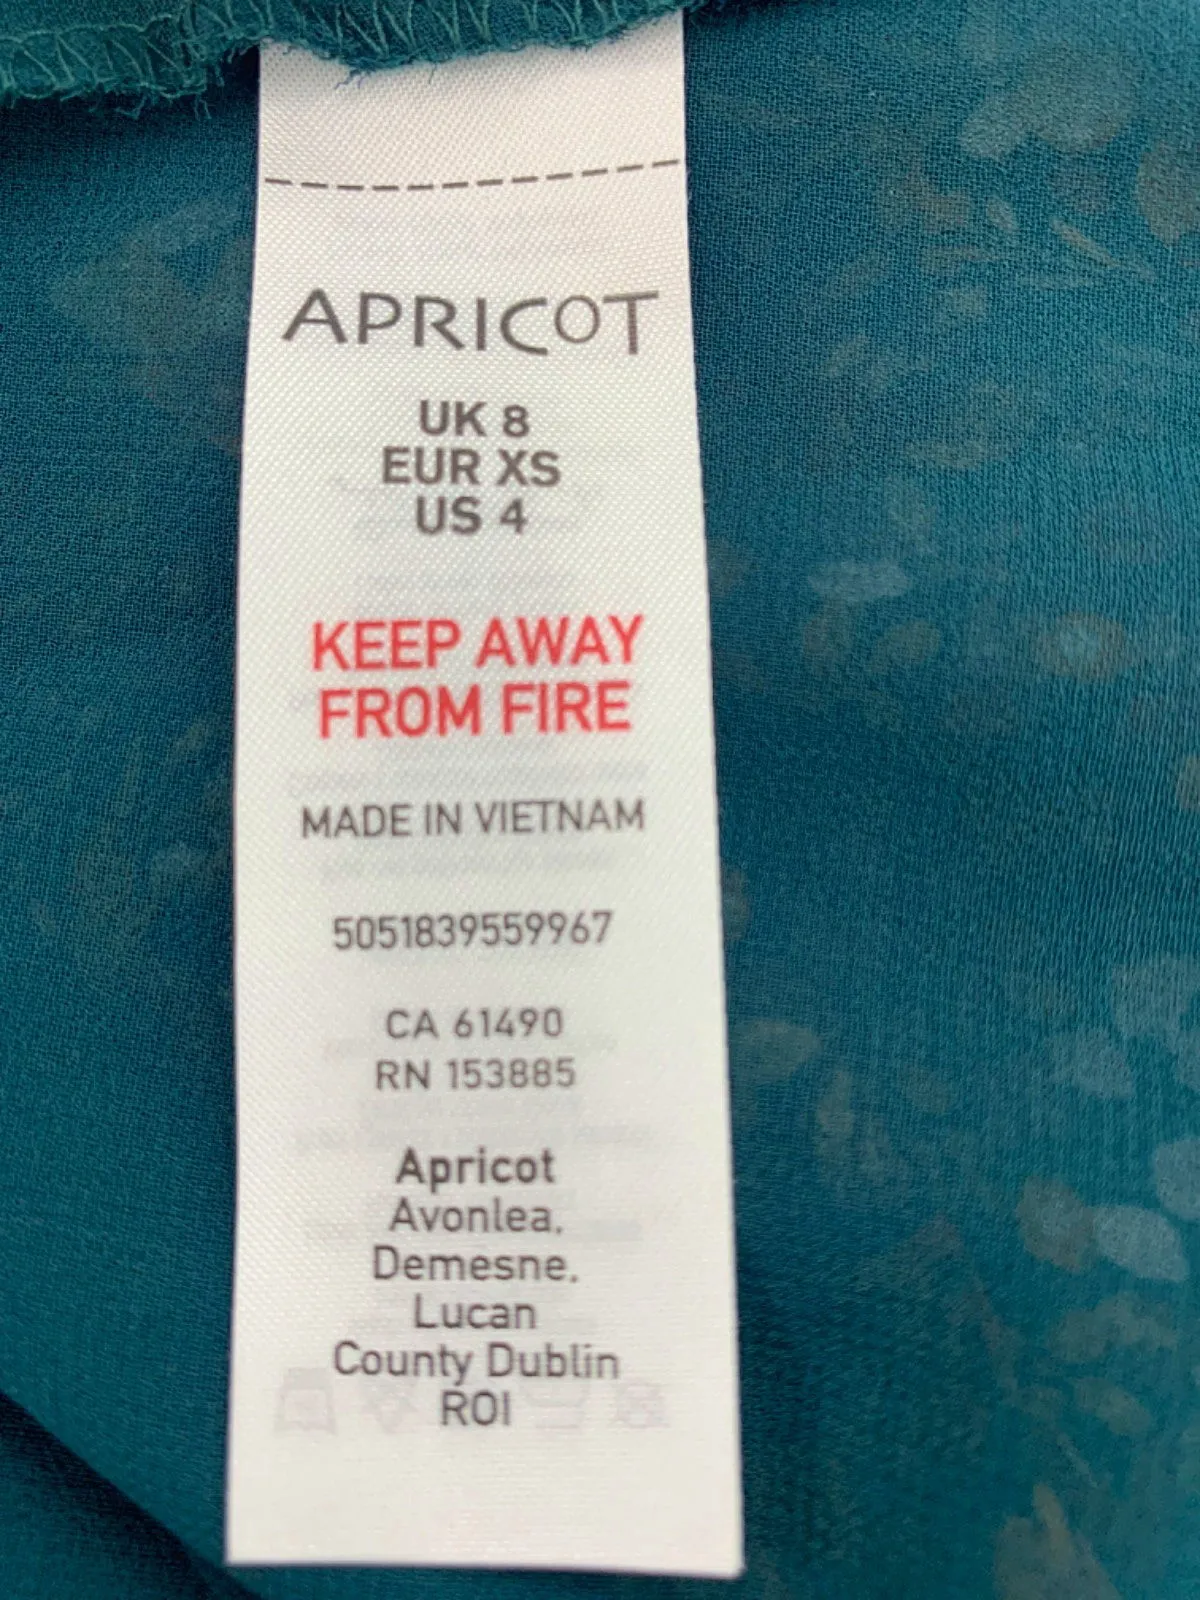 APRICOT
UK 8
EUR XS
US 4
KEEP AWAY
FROM FIRE
MADE IN VIETNAM
5051839559967
CA 61490
RN 153885
Apricot
Avonlea,
Demesne,
Lucan
County Dublin
ROI